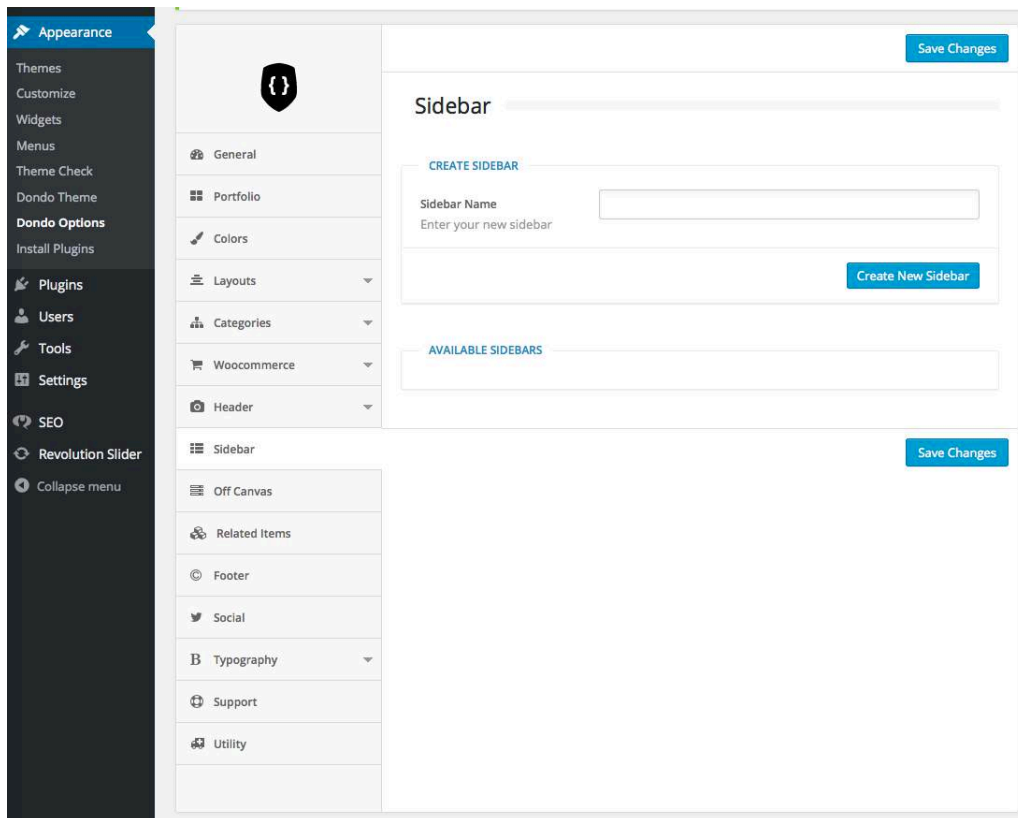 Appearance
Themes
Customize
Widgets
Menus
Theme Check
Dondo Theme
Dondo Options
Install Plugins
Plugins
Users
Tools
Settings
SEO
Revolution Slider
Collapse menu
{ }
General
Portfolio
Colors
Layouts
Categories
Woocommerce
Header
Sidebar
Off Canvas
Related Items
© Footer
Social
B Typography
Support
Utility
Save Changes
Sidebar
CREATE SIDEBAR
Sidebar Name
Enter your new sidebar
Create New Sidebar
AVAILABLE SIDEBARS
Save Changes